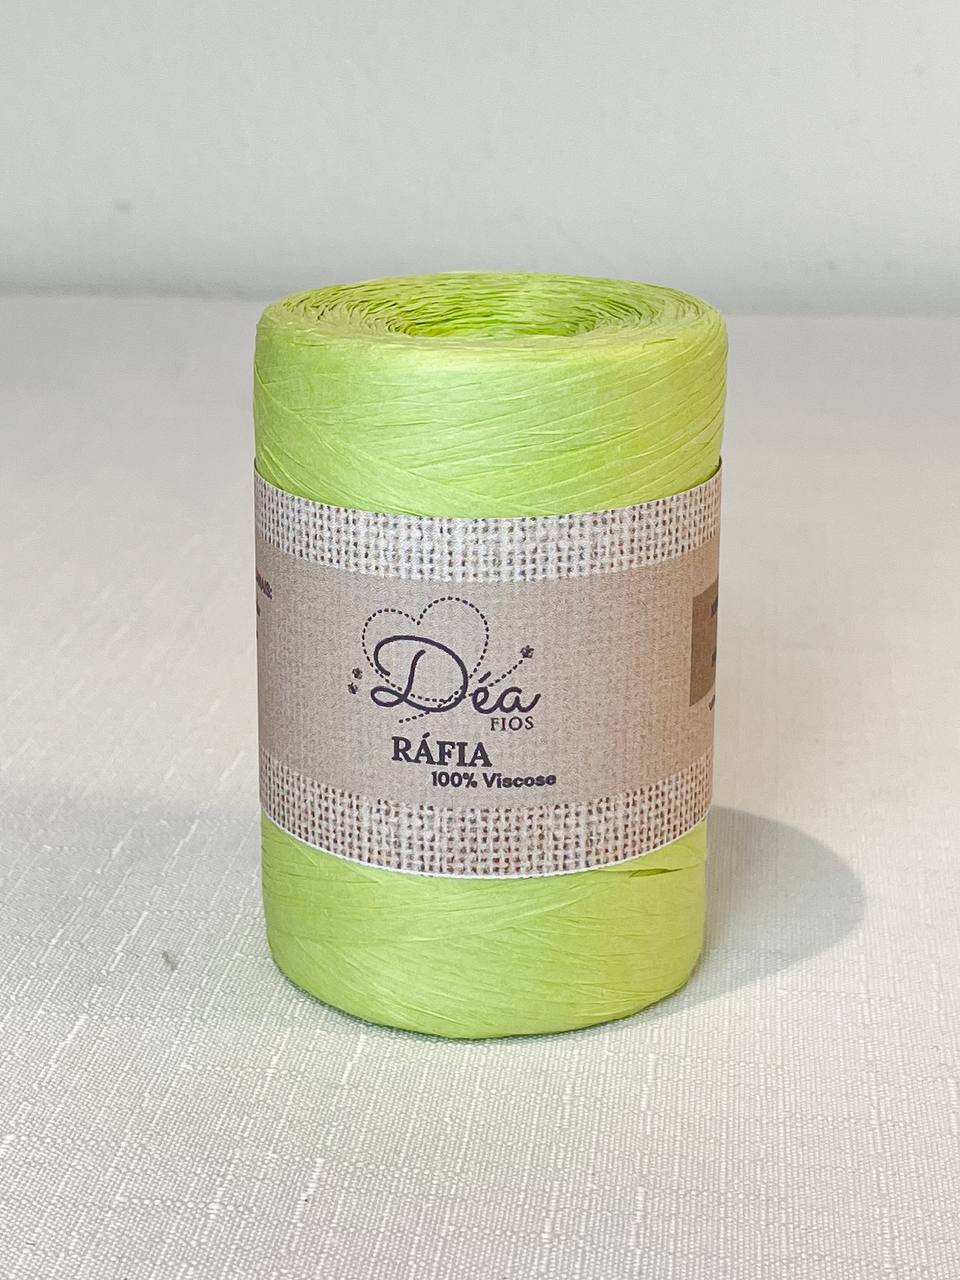 Déa
FIOS
RÁFIA
100% Viscose